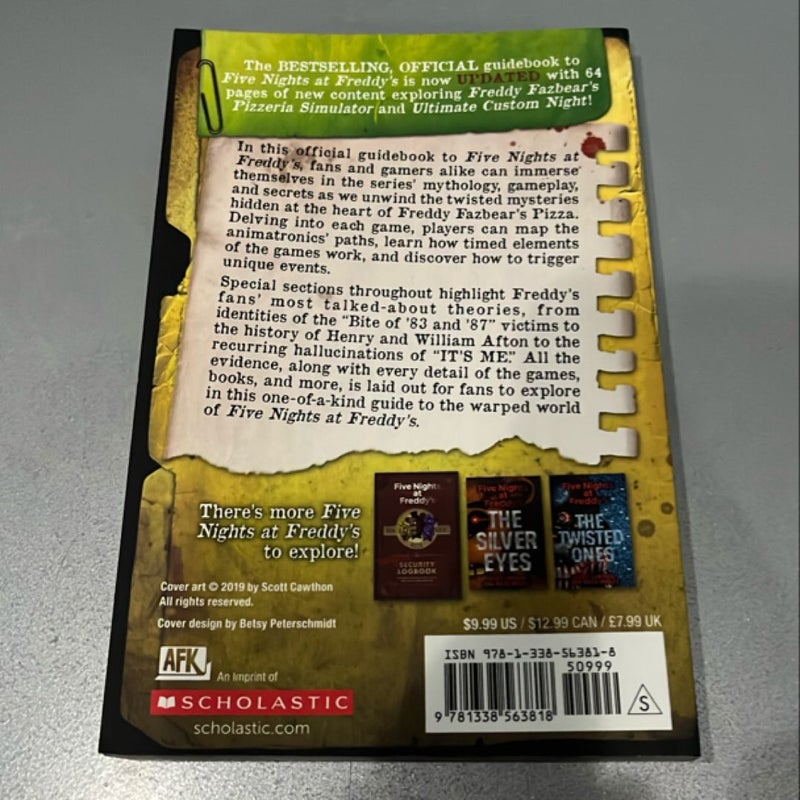 The BESTSELLING, OFFICIAL guidebook to
Five Nights at Freddy's is now UPDATED with 64
pages of new content exploring Freddy Fazbear's
Pizzeria Simulator and Ultimate Custom Night!
In this official guidebook to Five Nights at
Freddy's, fans and gamers alike can immerse
themselves in the series' mythology, gameplay,
and secrets as we unwind the twisted mysteries
hidden at the heart of Freddy Fazbear's Pizza.
Delving into each game, players can map the
animatronics' paths, learn how timed elements
of the games work, and discover how to trigger
unique events.
Special sections throughout highlight Freddy's
fans' most talked-about theories, from
identities of the "Bite of '83 and '87" victims to
the history of Henry and William Afton to the
recurring hallucinations of "IT'S ME." All the
evidence, along with every detail of the games,
books, and more, is laid out for fans to explore
in this one-of-a-kind guide to the warped world
of Five Nights at Freddy's.
There's more Five
Nights at Freddy's
to explore!
Five Nights
at
Freddy's
SECURITY
LOGBOOK
Five Nights
at
Freddy's
THE
SILVER
EYES
Five Nights
at
Freddy's
THE
TWISTED
ONES
Cover art © 2019 by Scott Cawthon
All rights reserved.
Cover design by Betsy Peterschmidt
$9.99 US / $12.99 CAN / £7.99 UK
AFK
An Imprint of
SCHOLASTIC
scholastic.com
ISBN 978-1-338-56381-8
50999
9 781338 563818
S